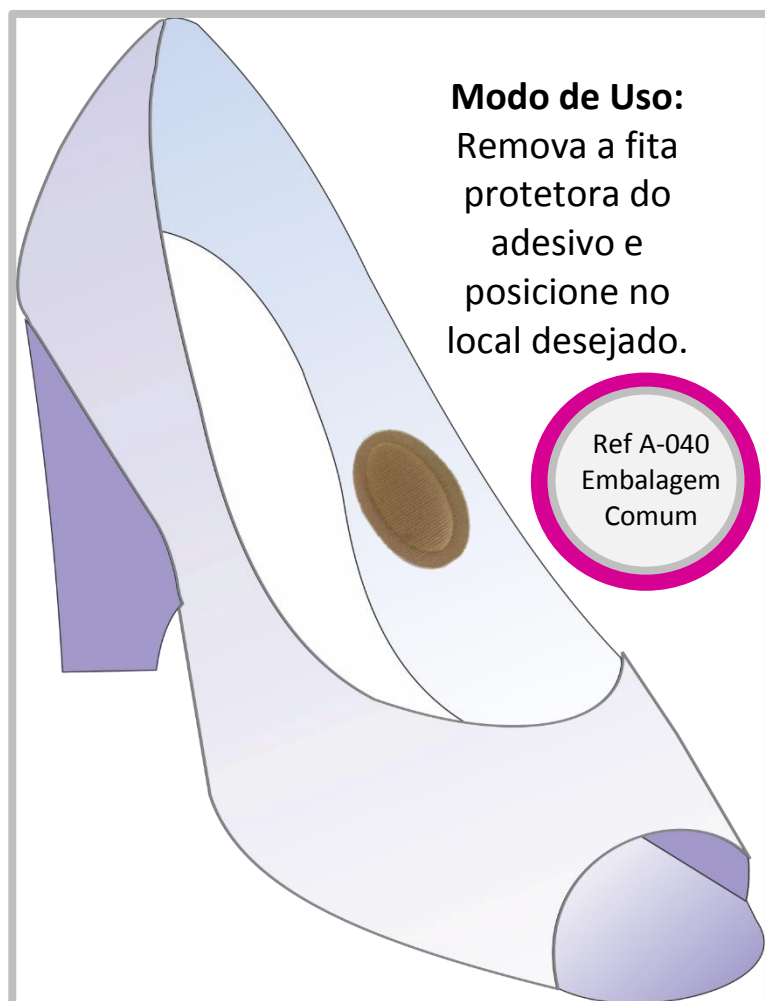 Modo de Uso:
Remova a fita
protetora do
adesivo e
posicione no
local desejado.
Ref A-040
Embalagem
Comum